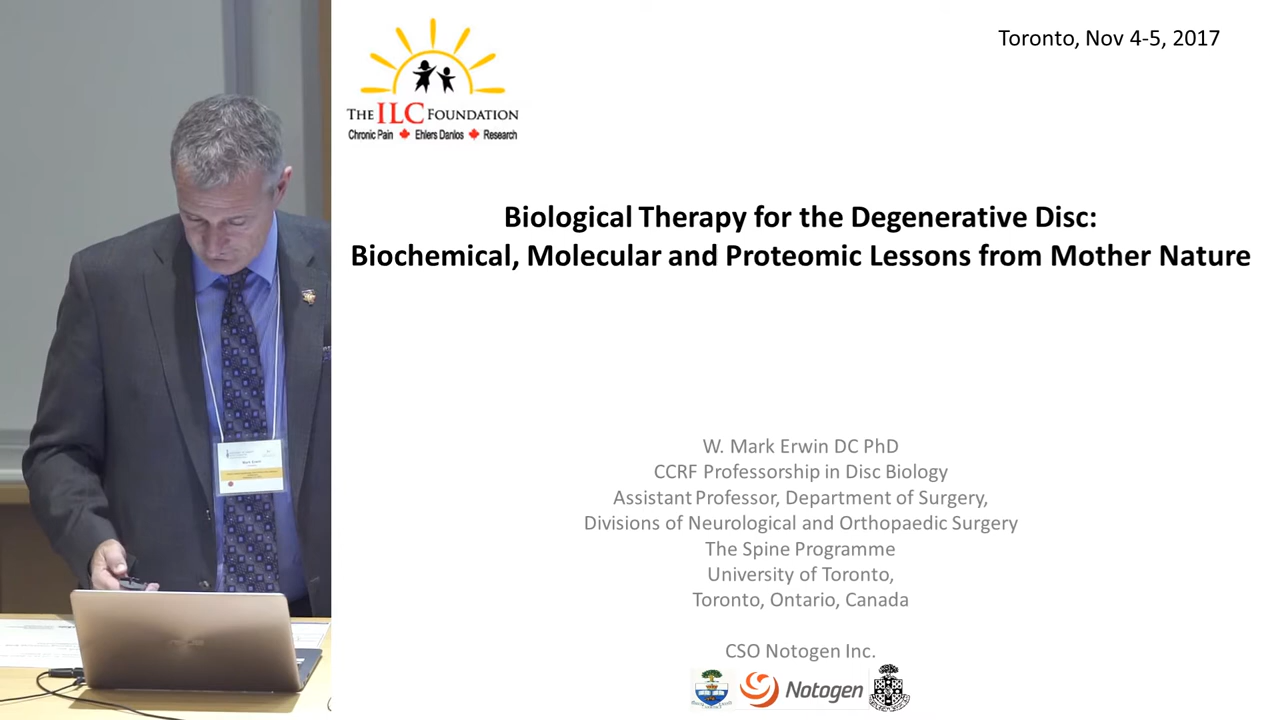 Toronto, Nov 4-5, 2017
THE ILC FOUNDATION
Chronic Pain Ehlers Danlos Research
Biological Therapy for the Degenerative Disc:
Biochemical, Molecular and Proteomic Lessons from Mother Nature
W. Mark Erwin DC PhD
CCRF Professorship in Disc Biology
Assistant Professor, Department of Surgery,
Divisions of Neurological and Orthopaedic Surgery
The Spine Programme
University of Toronto,
Toronto, Ontario, Canada
CSO Notogen Inc.
Notogen
Mark Erwin
ASUS